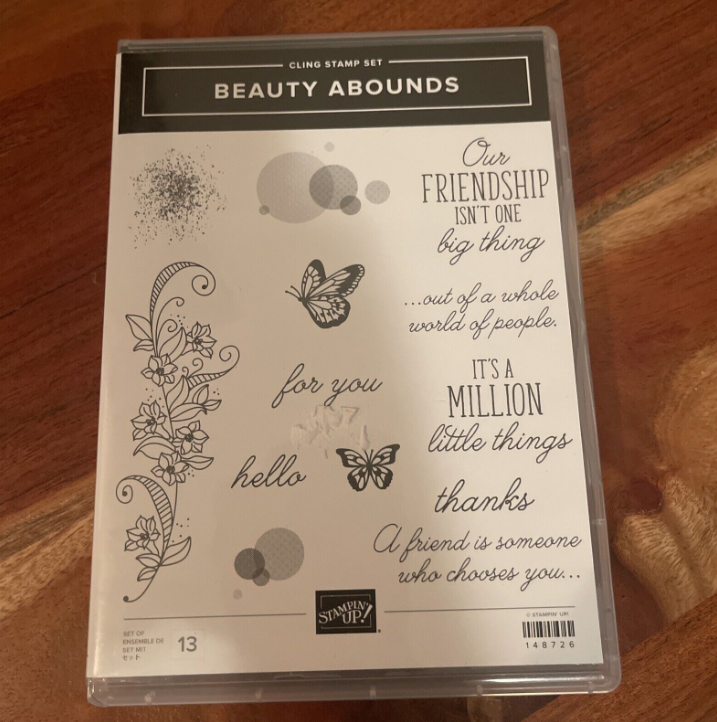 CLING STAMP SET
BEAUTY ABOUNDS
Our
FRIENDSHIP
ISN'T ONE
big thing
...out of a whole
world of people.
for you
IT'S A
MILLION
little things
hello
thanks
A friend is someone
who chooses you...
STAMPIN'
UP!
SET OF
ENSEMBLE DE
SET MIT
セット
13
© STAMPIN' UP!
148726